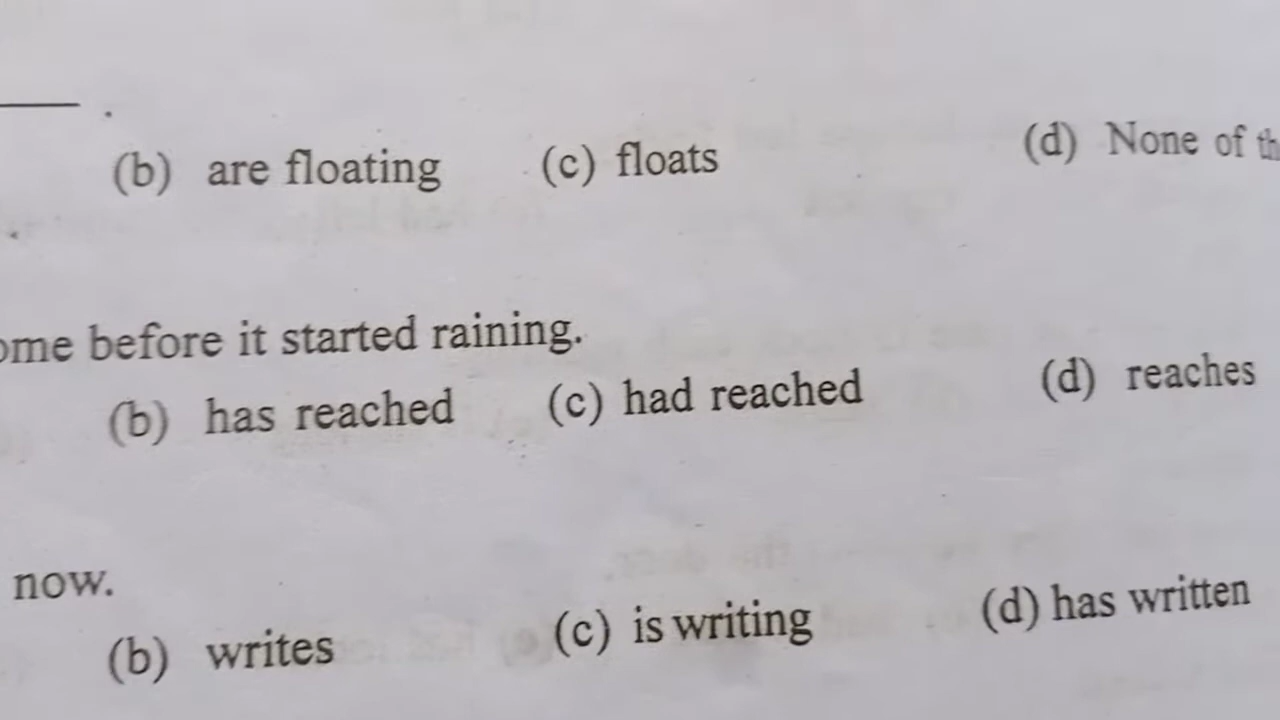 .
(b) are floating (c) floats (d) None of
before it started raining.
(b) has reached (c) had reached (d) reaches
now.
(b) writes (c) is writing (d) has written